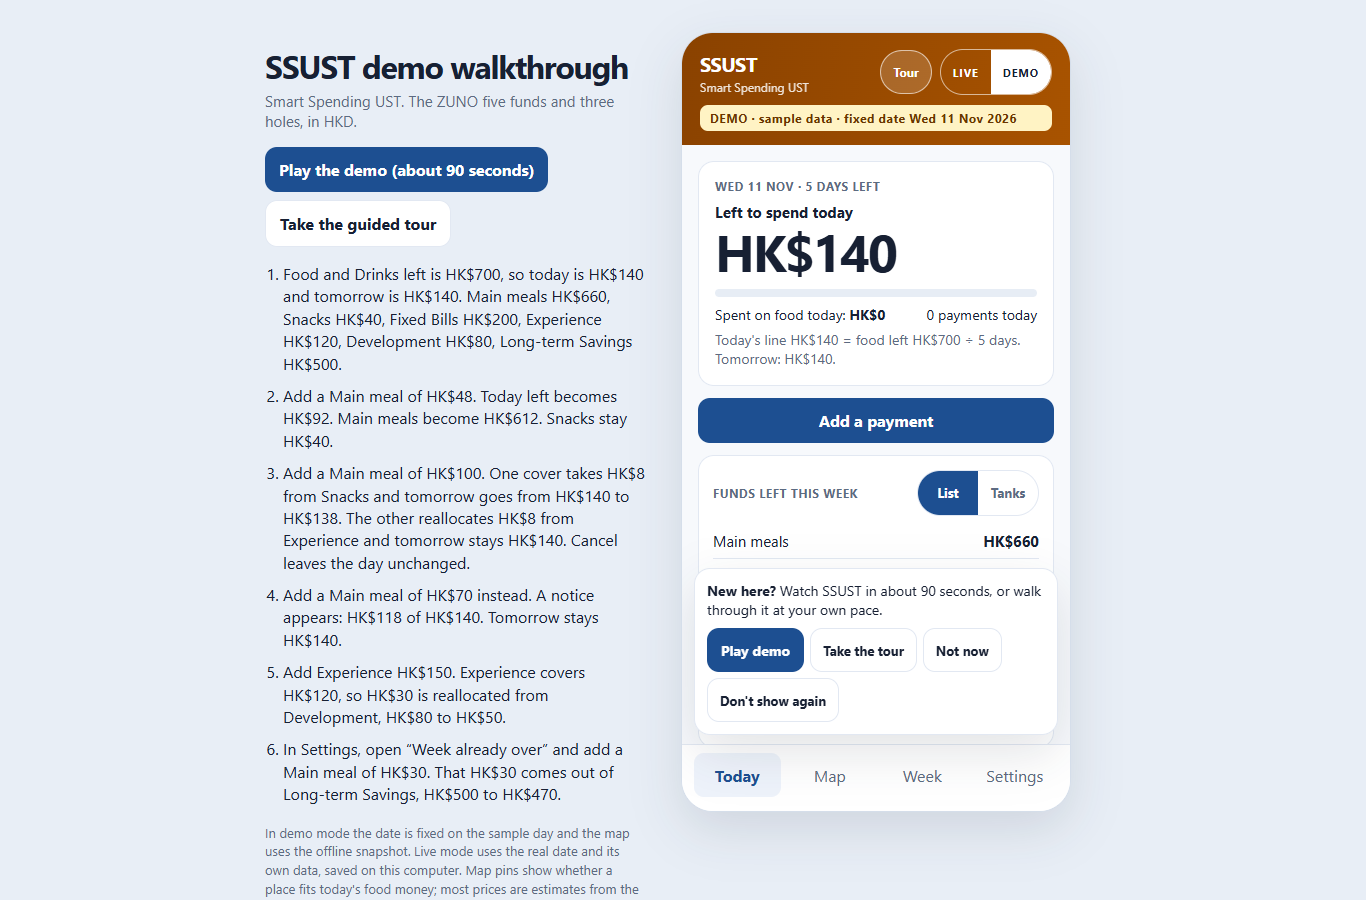 SSUST demo walkthrough
Smart Spending UST. The ZUNO five funds and three
holes, in HKD.
Play the demo (about 90 seconds)
Take the guided tour
1. Food and Drinks left is HK$700, so today is HK$140
and tomorrow is HK$140. Main meals HK$660,
Snacks HK$40, Fixed Bills HK$200, Experience
HK$120, Development HK$80, Long-term Savings
HK$500.
2. Add a Main meal of HK$48. Today left becomes
HK$92. Main meals become HK$612. Snacks stay
HK$40.
3. Add a Main meal of HK$100. One cover takes HK$8
from Snacks and tomorrow goes from HK$140 to
HK$138. The other reallocates HK$8 from
Experience and tomorrow stays HK$140. Cancel
leaves the day unchanged.
4. Add a Main meal of HK$70 instead. A notice
appears: HK$118 of HK$140. Tomorrow stays
HK$140.
5. Add Experience HK$150. Experience covers
HK$120, so HK$30 is reallocated from
Development, HK$80 to HK$50.
6. In Settings, open “Week already over” and add a
Main meal of HK$30. That HK$30 comes out of
Long-term Savings, HK$500 to HK$470.
In demo mode the date is fixed on the sample day and the map
uses the offline snapshot. Live mode uses the real date and its
own data, saved on this computer. Map pins show whether a
place fits today's food money; most prices are estimates from the
SSUST
Smart Spending UST
Tour
LIVE
DEMO
DEMO · sample data · fixed date Wed 11 Nov 2026
WED 11 NOV · 5 DAYS LEFT
Left to spend today
HK$140
Spent on food today: HK$0
0 payments today
Today's line HK$140 = food left HK$700 ÷ 5 days.
Tomorrow: HK$140.
Add a payment
FUNDS LEFT THIS WEEK
List
Tanks
Main meals
HK$660
New here? Watch SSUST in about 90 seconds, or walk
through it at your own pace.
Play demo
Take the tour
Not now
Don't show again
Today
Map
Week
Settings